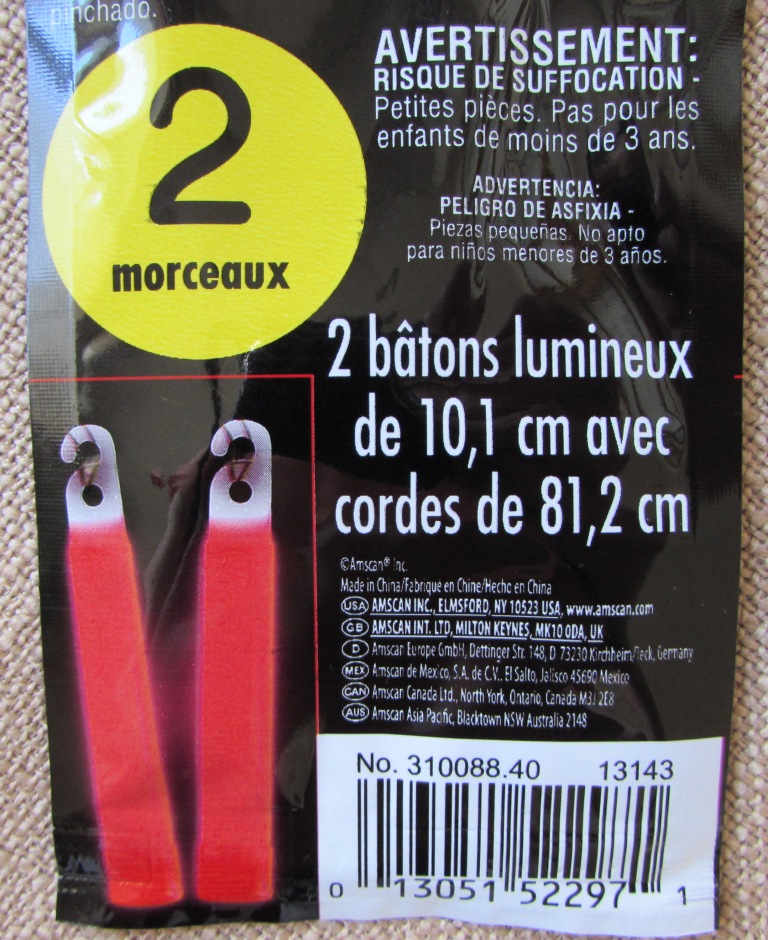 pinchado.
2
morceaux
AVERTISSEMENT:
RISQUE DE SUFFOCATION -
Petites pièces. Pas pour les
enfants de moins de 3 ans.
ADVERTENCIA:
PELIGRO DE ASFIXIA -
Piezas pequeñas. No apto
para niños menores de 3 años.
2 bâtons lumineux
de 10,1 cm avec
cordes de 81,2 cm
©Amscan® Inc.
Made in China/Fabrique en Chine/Hecho en China
USA AMSCAN INC., ELMSFORD, NY 10523 USA, www.amscan.com
GB AMSCAN INT. LTD, MILTON KEYNES, MK10 0DA, UK
D Amscan Europe GmbH, Dettinger Str. 148, D 73230 Kirchheim/Teck, Germany
MEX Amscan de Mexico, S.A. de C.V. El Salto, Jalisco 45690 Mexico
CAN Amscan Canada Ltd., North York, Ontario, Canada M3J 2E8
AUS Amscan Asia Pacific, Blacktown NSW Australia 2148
No. 310088.40 13143
0 13051 52297 1